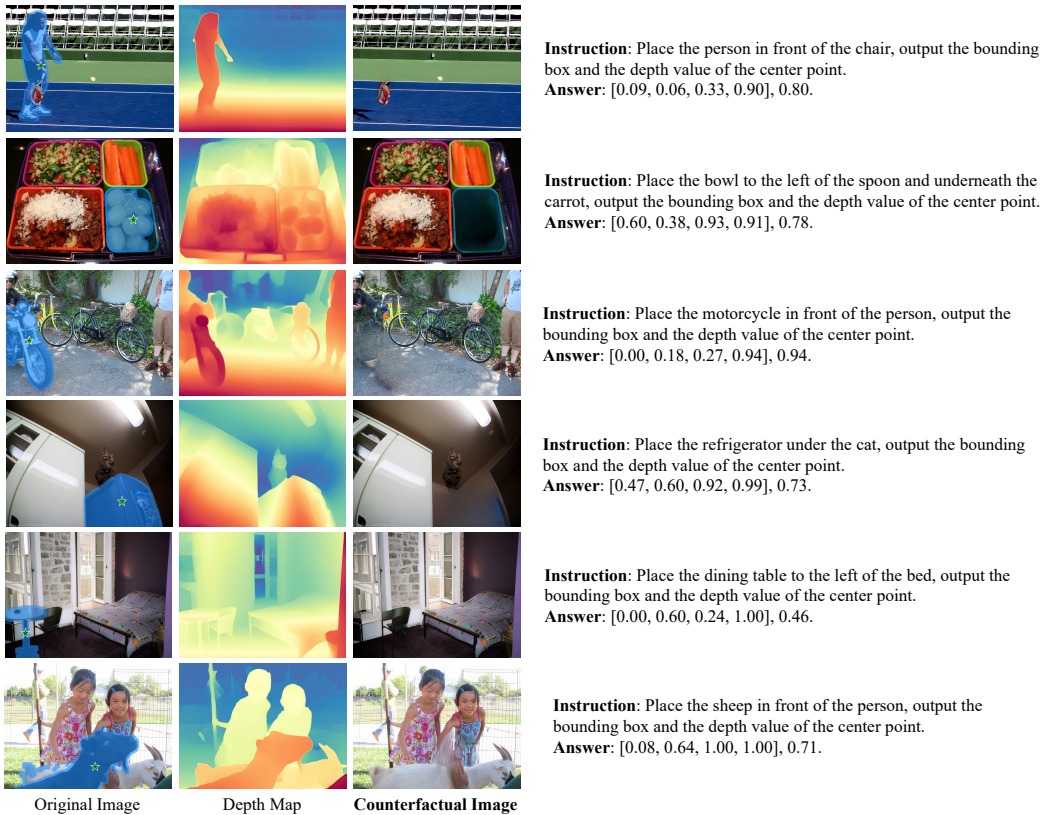 Instruction: Place the person in front of the chair, output the bounding
box and the depth value of the center point.
Answer: [0.09, 0.06, 0.33, 0.90], 0.80.
Instruction: Place the bowl to the left of the spoon and underneath the
carrot, output the bounding box and the depth value of the center point.
Answer: [0.60, 0.38, 0.93, 0.91], 0.78.
Instruction: Place the motorcycle in front of the person, output the
bounding box and the depth value of the center point.
Answer: [0.00, 0.18, 0.27, 0.94], 0.94.
Instruction: Place the refrigerator under the cat, output the bounding
box and the depth value of the center point.
Answer: [0.47, 0.60, 0.92, 0.99], 0.73.
Instruction: Place the dining table to the left of the bed, output the
bounding box and the depth value of the center point.
Answer: [0.00, 0.60, 0.24, 1.00], 0.46.
Instruction: Place the sheep in front of the person, output the
bounding box and the depth value of the center point.
Answer: [0.08, 0.64, 1.00, 1.00], 0.71.
Original Image
Depth Map
Counterfactual Image